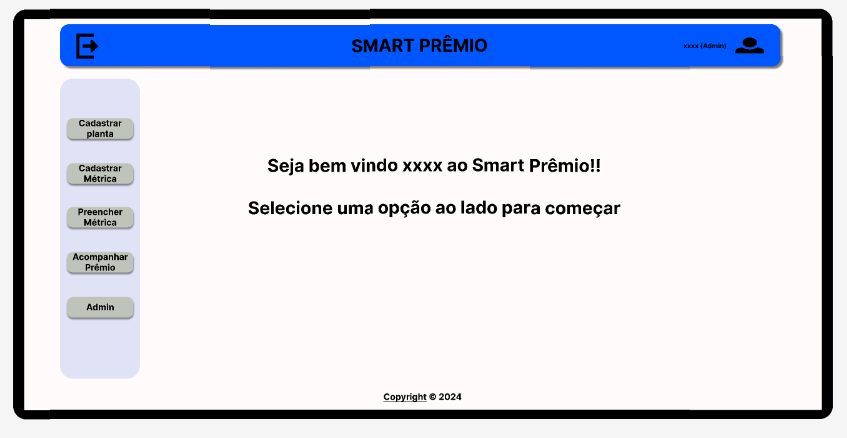 SMART PRÊMIO
xxxx (Admin)
Cadastrar
planta
Cadastrar
Métrica
Preencher
Métrica
Acompanhar
Prêmio
Admin
Seja bem vindo xxxx ao Smart Prêmio!!
Selecione uma opção ao lado para começar
Copyright © 2024